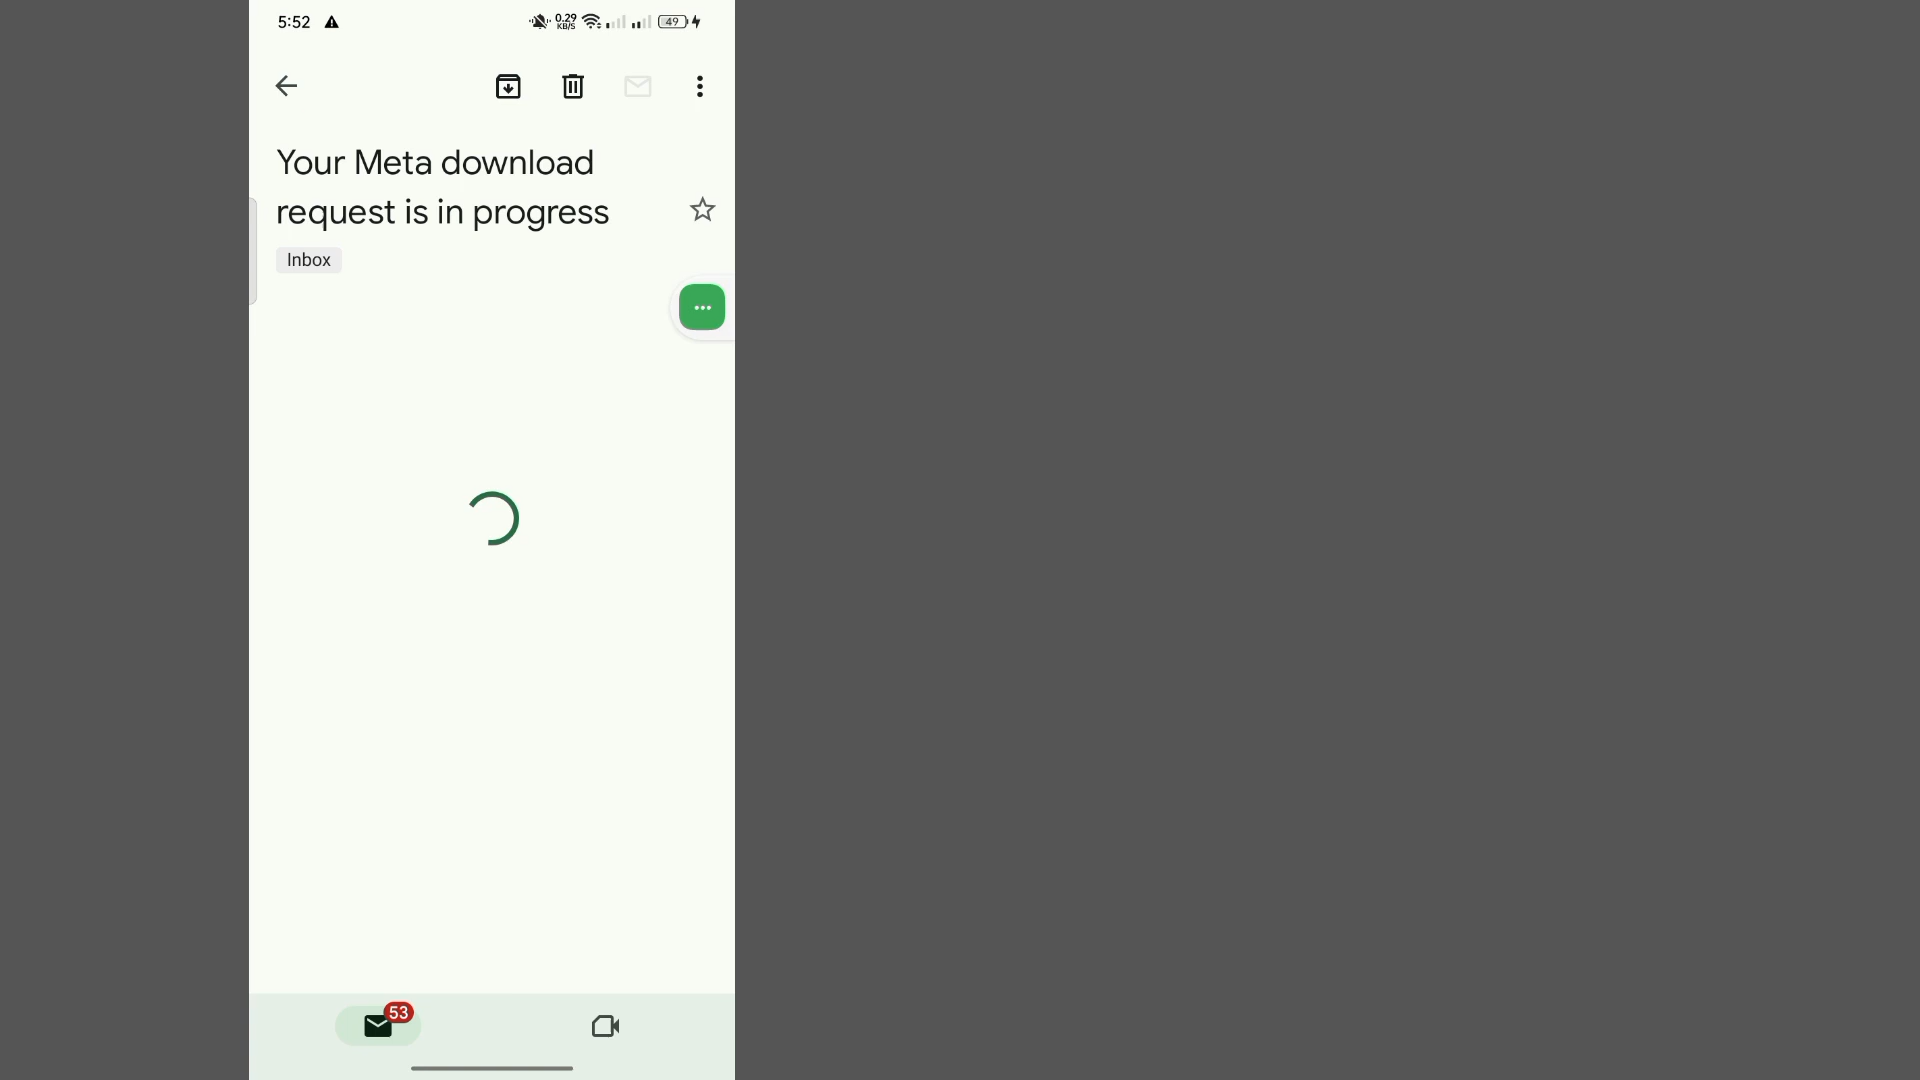 5:52
0.29
KB/S
49
Your Meta download
request is in progress
Inbox
53